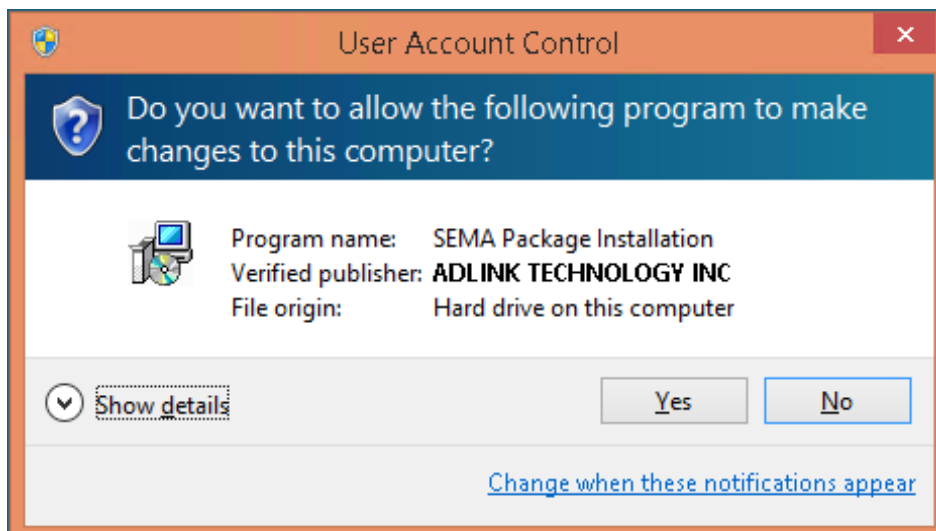 User Account Control
Do you want to allow the following program to make
changes to this computer?
Program name: SEMA Package Installation
Verified publisher: ADLINK TECHNOLOGY INC
File origin: Hard drive on this computer
Show details Yes No
Change when these notifications appear